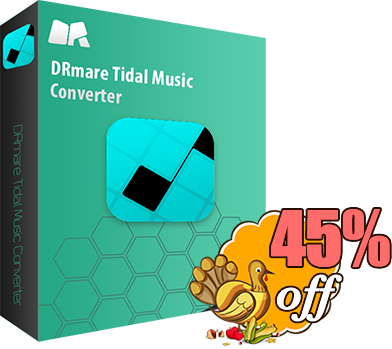 DRmare Tidal Music
Converter
DRmare Tidal Music Converter
45%
off